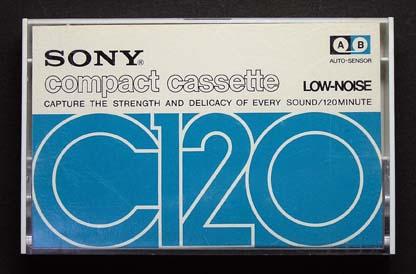 SONY®
A B
AUTO-SENSOR
compact cassette
LOW-NOISE
CAPTURE THE STRENGTH AND DELICACY OF EVERY SOUND/120MINUTE
C120